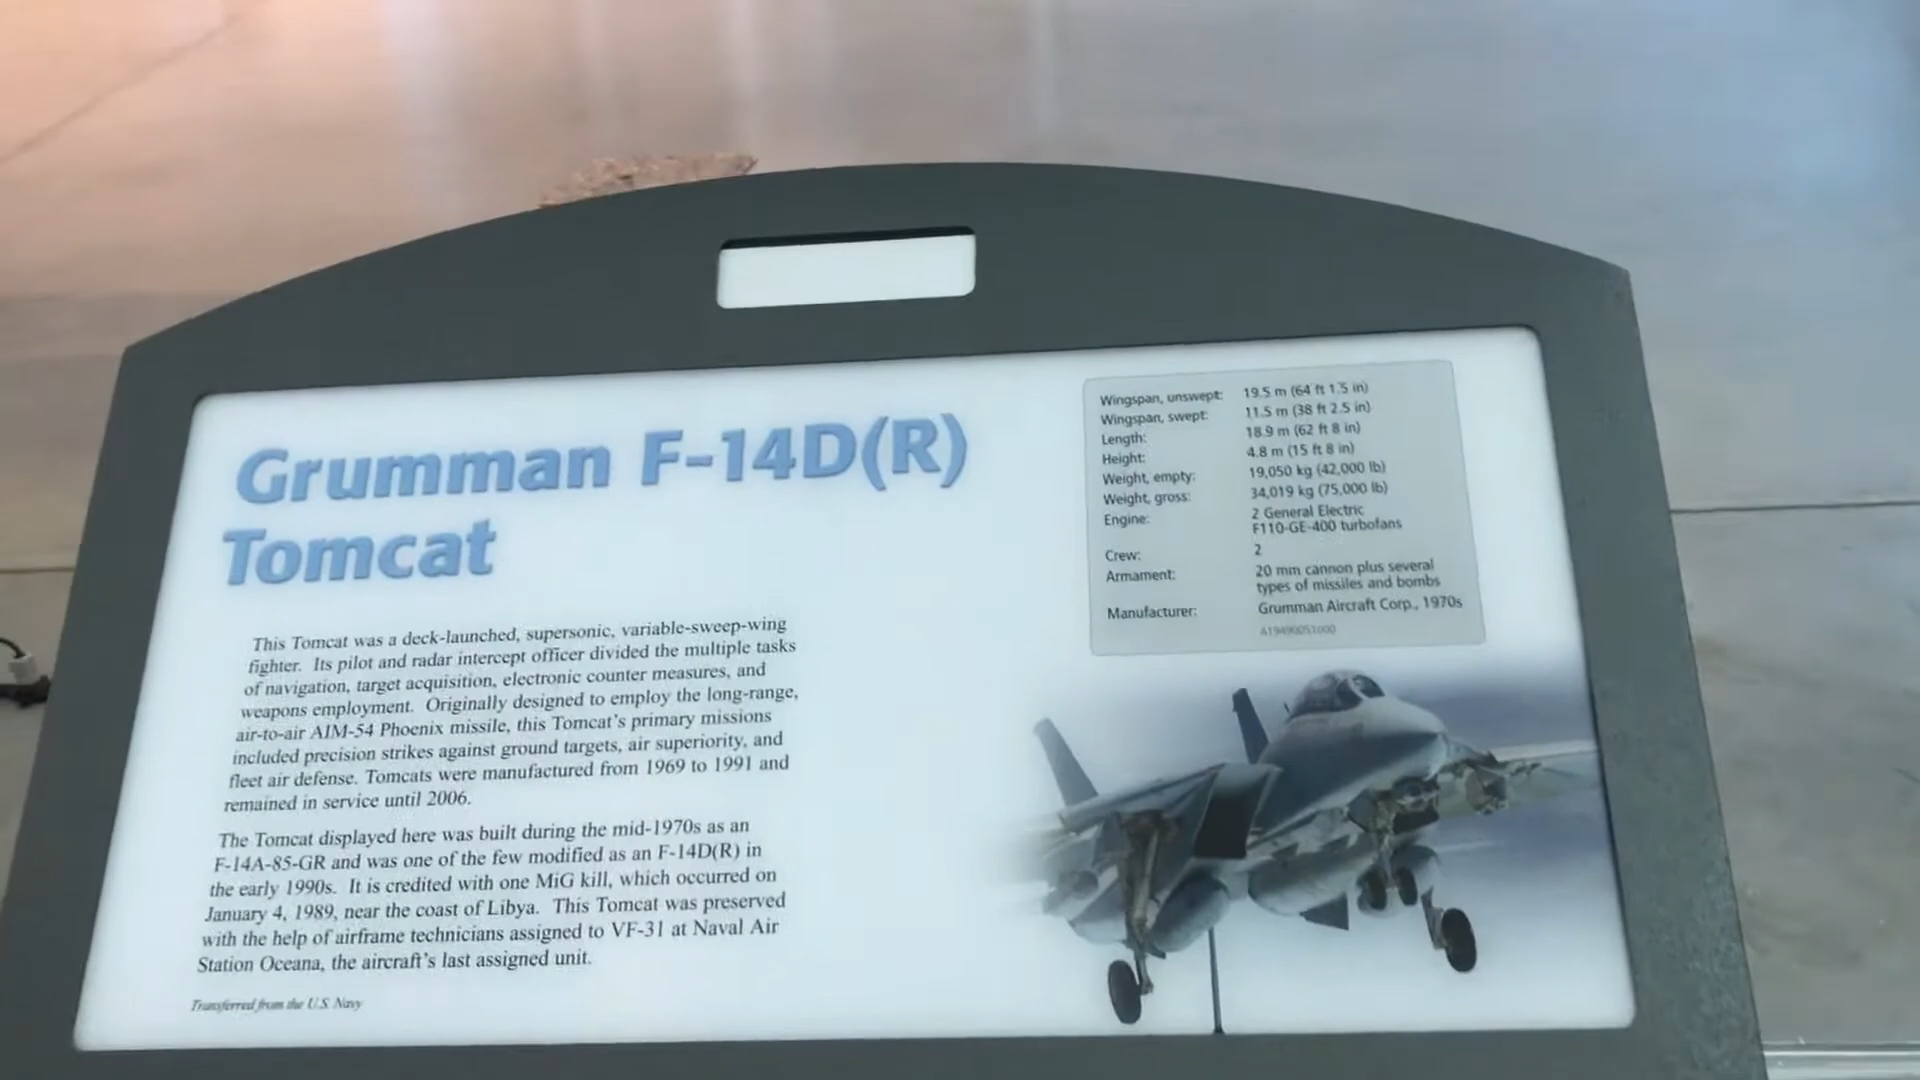 Grumman F-14D(R)
Tomcat
This Tomcat was a deck-launched, supersonic, variable-sweep-wing
fighter. Its pilot and radar intercept officer divided the multiple tasks
of navigation, target acquisition, electronic counter measures, and
weapons employment. Originally designed to employ the long-range,
air-to-air AIM-54 Phoenix missile, this Tomcat's primary missions
included precision strikes against ground targets, air superiority, and
fleet air defense. Tomcats were manufactured from 1969 to 1991 and
remained in service until 2006.
The Tomcat displayed here was built during the mid-1970s as an
F-14A-85-GR and was one of the few modified as an F-14D(R) in
the early 1990s. It is credited with one MiG kill, which occurred on
January 4, 1989, near the coast of Libya. This Tomcat was preserved
with the help of airframe technicians assigned to VF-31 at Naval Air
Station Oceana, the aircraft's last assigned unit.
Transferred from the U.S. Navy
Wingspan, unswept: 19.5 m (64 ft 1.5 in)
Wingspan, swept: 11.5 m (38 ft 2.5 in)
Length: 18.9 m (62 ft 8 in)
Height: 4.8 m (15 ft 8 in)
Weight, empty: 19,050 kg (42,000 lb)
Weight, gross: 34,019 kg (75,000 lb)
Engine: 2 General Electric
F110-GE-400 turbofans
Crew: 2
Armament: 20 mm cannon plus several
types of missiles and bombs
Manufacturer: Grumman Aircraft Corp., 1970s